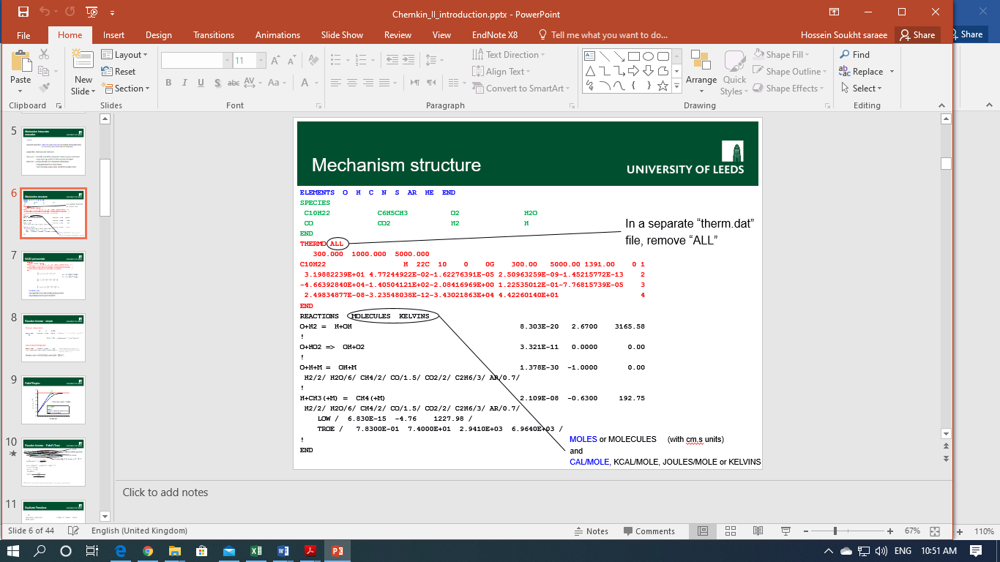 Chemkin_II_introduction.pptx - PowerPoint
File Home Insert Design Transitions Animations Slide Show Review View EndNote X8 Tell me what you want to do... Hossein Soukht saraee Share Share
Paste
New Slide
Layout
Reset
Section
11
Text Direction
Align Text
Convert to SmartArt
Arrange
Quick Styles
Shape Fill
Shape Outline
Shape Effects
Find
Replace
Select
Clipboard Slides Font Paragraph Drawing Editing
5
6
7
8
9
10
11
Mechanism structure
UNIVERSITY OF LEEDS
ELEMENTS O H C N S AR HE END
SPECIES
C10H22 C6H5CH3 O2 H2O
CO CO2 H2 H
END
THERMO ALL
300.000 1000.000 5000.000
C10H22 H 22C 10 0 0G 300.00 5000.00 1391.00 0 1
3.19882239E+01 4.77244922E-02-1.62276391E-05 2.50963259E-09-1.45215772E-13 2
-4.66392840E+04-1.40504121E+02-2.08416969E+00 1.22535012E-01-7.76815739E-05 3
2.49834877E-08-3.23548038E-12-3.43021863E+04 4.42260140E+01 4
END
In a separate “therm.dat”
file, remove “ALL”
REACTIONS MOLECULES KELVINS
O+H2 = H+OH 8.303E-20 2.6700 3165.58
!
O+HO2 => OH+O2 3.321E-11 0.0000 0.00
!
O+H+M = OH+M 1.378E-30 -1.0000 0.00
H2/2/ H2O/6/ CH4/2/ CO/1.5/ CO2/2/ C2H6/3/ AR/0.7/
!
H+CH3(+M) = CH4(+M) 2.109E-08 -0.6300 192.75
H2/2/ H2O/6/ CH4/2/ CO/1.5/ CO2/2/ C2H6/3/ AR/0.7/
LOW / 6.830E-15 -4.76 1227.98 /
TROE / 7.8300E-01 7.4000E+01 2.9410E+03 6.9640E+03 /
!
END
MOLES or MOLECULES (with cm.s units)
and
CAL/MOLE, KCAL/MOLE, JOULES/MOLE or KELVINS
Click to add notes
Slide 6 of 44 English (United Kingdom) Notes Comments 67% 110%
ENG 10:51 AM